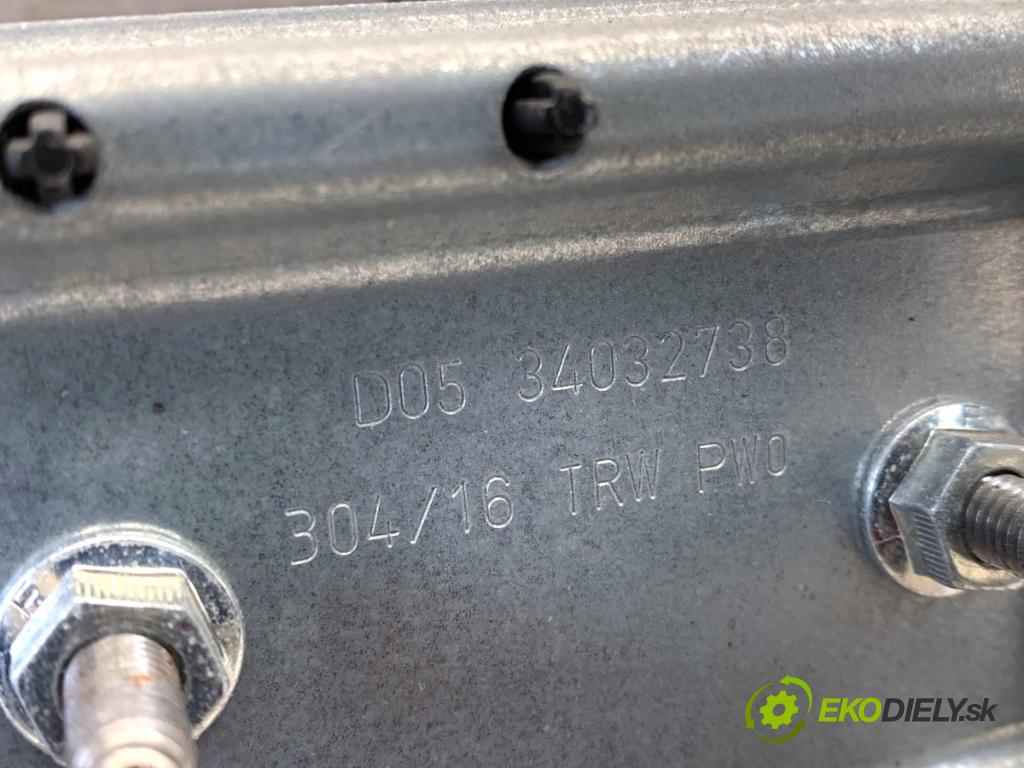 D05 34032738
304/16 TRW PW0
EKODIELY.sk